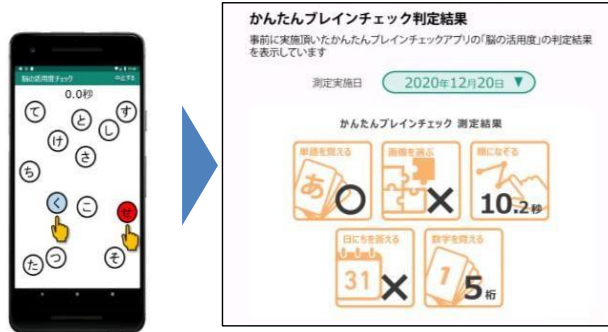 脳の活用度チェック 中止する
0.0秒
て
と
す
け
し
ち
さ
く
こ
せ
た
つ
そ
かんたんブレインチェック判定結果
事前に実施頂いたかんたんブレインチェックアプリの「脳の活用度」の判定結果
を表示しています
測定実施日 2020年12月20日 ▼
かんたんブレインチェック 測定結果
単語を覚える 画像を選ぶ 順になぞる
あ ○ × 10.2秒
日にちを答える 数字を覚える
31 × 1 5桁